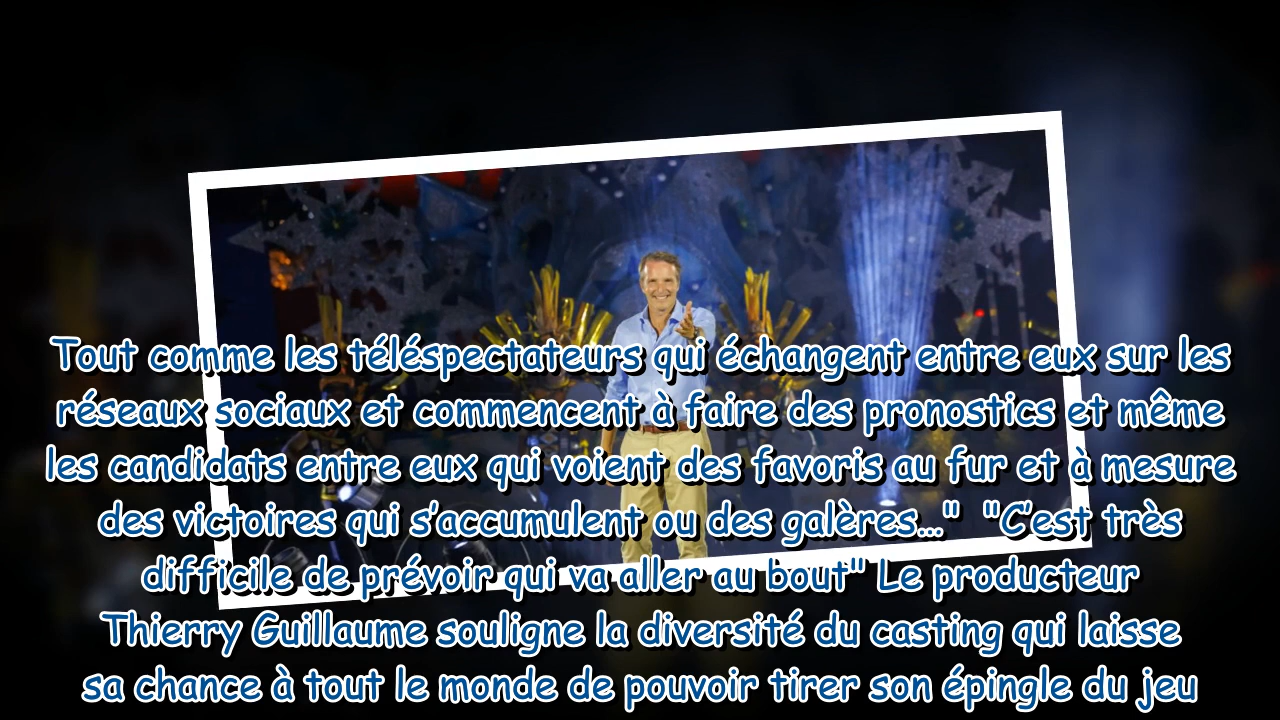 Tout comme les téléspectateurs qui échangent entre eux sur les
réseaux sociaux et commencent à faire des pronostics et même
les candidats entre eux qui voient des favoris au fur et à mesure
des victoires qui s’accumulent ou des galères..." "C’est très
difficile de prévoir qui va aller au bout" Le producteur
Thierry Guillaume souligne la diversité du casting qui laisse
sa chance à tout le monde de pouvoir tirer son épingle du jeu